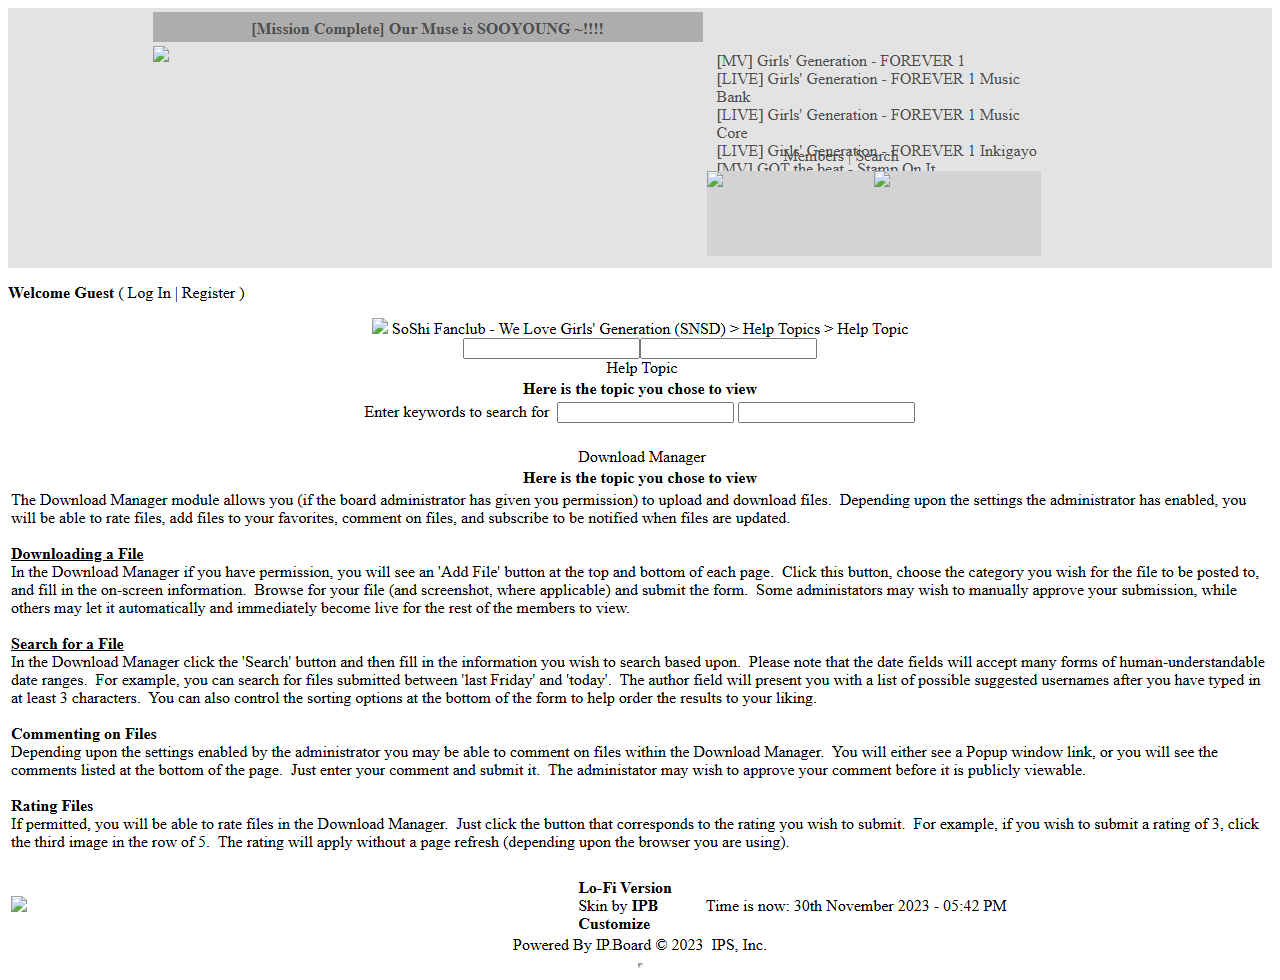 [Mission Complete] Our Muse is SOOYOUNG ~!!!!
[MV] Girls' Generation - FOREVER 1
[LIVE] Girls' Generation - FOREVER 1 Music
Bank
[LIVE] Girls' Generation - FOREVER 1 Music
Core
[LIVE] Girls' Generation - FOREVER 1 Inkigayo
Members | Search
[MV] GOT the beat - Stamp On It
Welcome Guest ( Log In | Register )
SoShi Fanclub - We Love Girls' Generation (SNSD) > Help Topics > Help Topic
Help Topic
Here is the topic you chose to view
Enter keywords to search for
Download Manager
Here is the topic you chose to view
The Download Manager module allows you (if the board administrator has given you permission) to upload and download files.  Depending upon the settings the administrator has enabled, you
will be able to rate files, add files to your favorites, comment on files, and subscribe to be notified when files are updated.
Downloading a File
In the Download Manager if you have permission, you will see an 'Add File' button at the top and bottom of each page.  Click this button, choose the category you wish for the file to be posted to,
and fill in the on-screen information.  Browse for your file (and screenshot, where applicable) and submit the form.  Some administators may wish to manually approve your submission, while
others may let it automatically and immediately become live for the rest of the members to view.
Search for a File
In the Download Manager click the 'Search' button and then fill in the information you wish to search based upon.  Please note that the date fields will accept many forms of human-understandable
date ranges.  For example, you can search for files submitted between 'last Friday' and 'today'.  The author field will present you with a list of possible suggested usernames after you have typed in
at least 3 characters.  You can also control the sorting options at the bottom of the form to help order the results to your liking.
Commenting on Files
Depending upon the settings enabled by the administrator you may be able to comment on files within the Download Manager.  You will either see a Popup window link, or you will see the
comments listed at the bottom of the page.  Just enter your comment and submit it.  The administator may wish to approve your comment before it is publicly viewable.
Rating Files
If permitted, you will be able to rate files in the Download Manager.  Just click the button that corresponds to the rating you wish to submit.  For example, if you wish to submit a rating of 3, click
the third image in the row of 5.  The rating will apply without a page refresh (depending upon the browser you are using).
Lo-Fi Version
Skin by IPB
Customize
Time is now: 30th November 2023 - 05:42 PM
Powered By IP.Board © 2023  IPS, Inc.